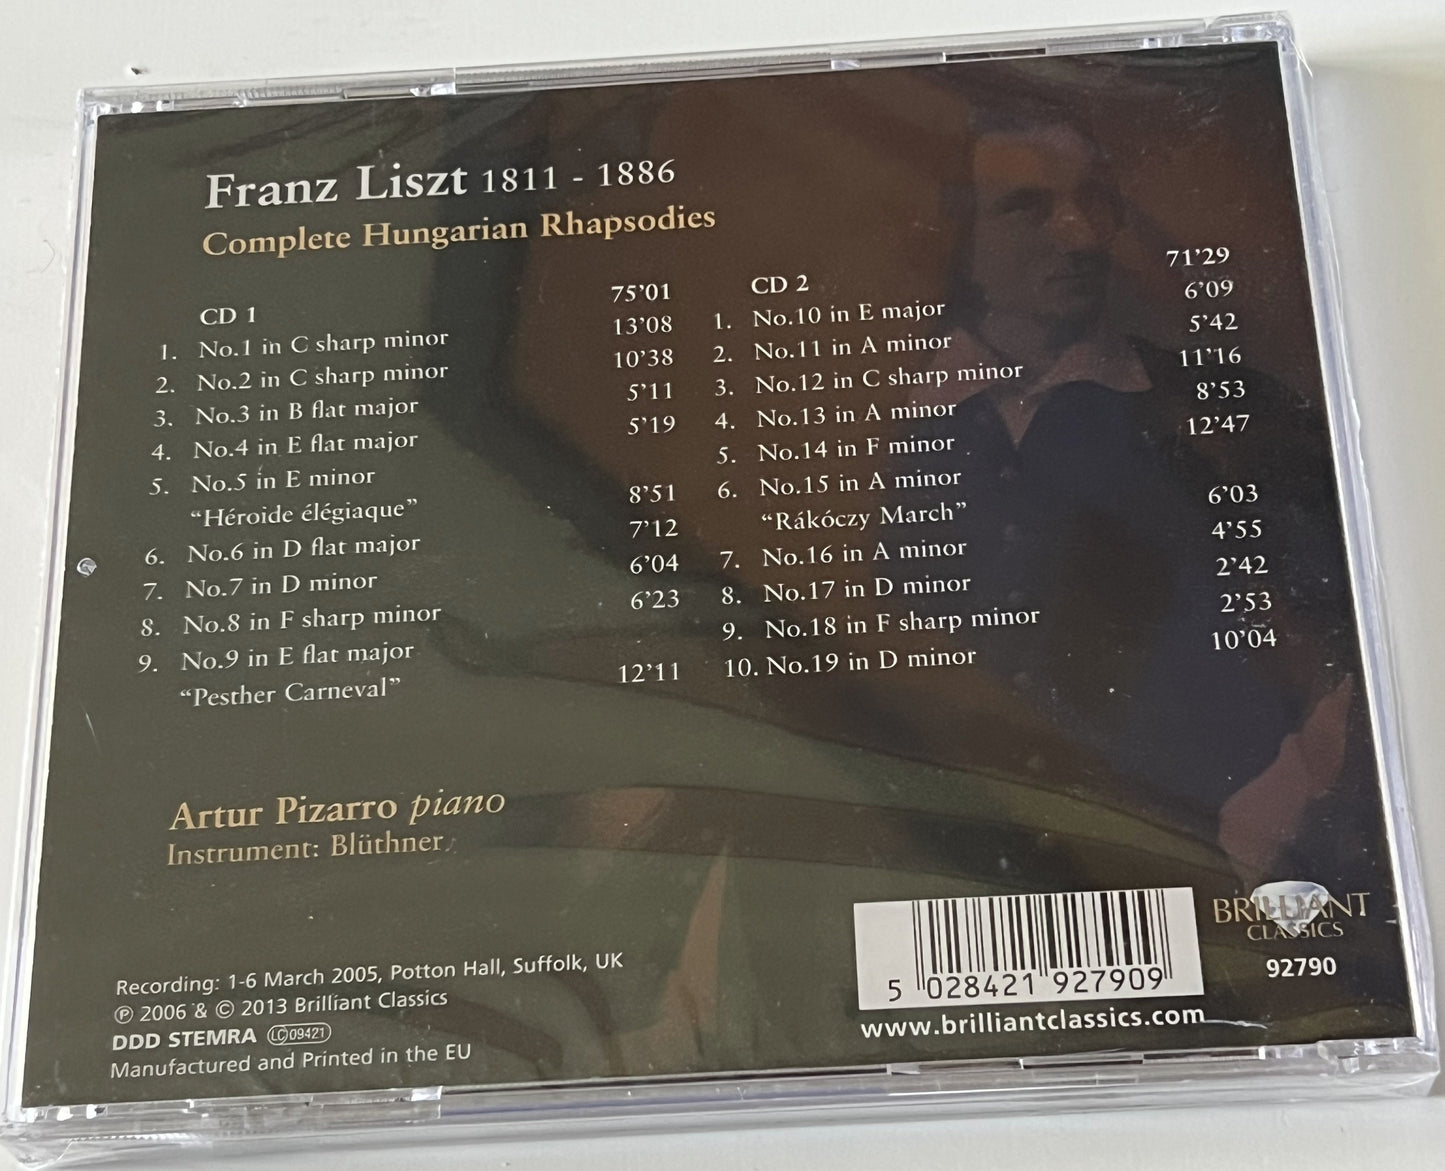 Franz Liszt 1811 - 1886
Complete Hungarian Rhapsodies
CD 1 75'01
1. No.1 in C sharp minor 13'08
2. No.2 in C sharp minor 10'38
3. No.3 in B flat major 5'11
4. No.4 in E flat major 5'19
5. No.5 in E minor
“Héroide élégiaque” 8'51
6. No.6 in D flat major 7'12
7. No.7 in D minor 6'04
8. No.8 in F sharp minor 6'23
9. No.9 in E flat major
“Pesther Carneval” 12'11
CD 2 71'29
1. No.10 in E major 6'09
2. No.11 in A minor 5'42
3. No.12 in C sharp minor 11'16
4. No.13 in A minor 8'53
5. No.14 in F minor 12'47
6. No.15 in A minor
“Rákóczy March” 6'03
7. No.16 in A minor 4'55
8. No.17 in D minor 2'42
9. No.18 in F sharp minor 2'53
10. No.19 in D minor 10'04
Artur Pizarro piano
Instrument: Blüthner
Recording: 1-6 March 2005, Potton Hall, Suffolk, UK
℗ 2006 & © 2013 Brilliant Classics
DDD STEMRA LC 09421
Manufactured and Printed in the EU
5 028421 927909
www.brilliantclassics.com
BRILLIANT
CLASSICS
92790